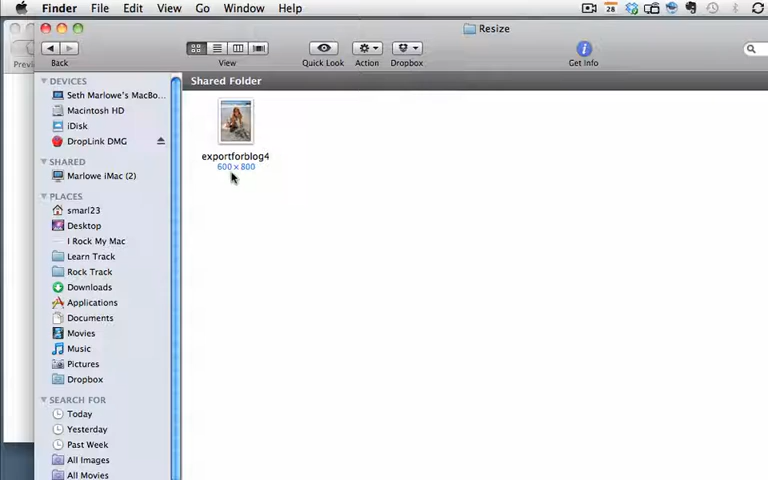 Finder File Edit View Go Window Help
28
Resize
Previ
Back
View
Quick Look
Action
Dropbox
Get Info
DEVICES
Shared Folder
Seth Marlowe's MacBo...
Macintosh HD
iDisk
DropLink DMG
exportforblog4
600 × 800
SHARED
Marlowe iMac (2)
PLACES
smarl23
Desktop
I Rock My Mac
Learn Track
Rock Track
Downloads
Applications
Documents
Movies
Music
Pictures
Dropbox
SEARCH FOR
Today
Yesterday
Past Week
All Images
All Movies